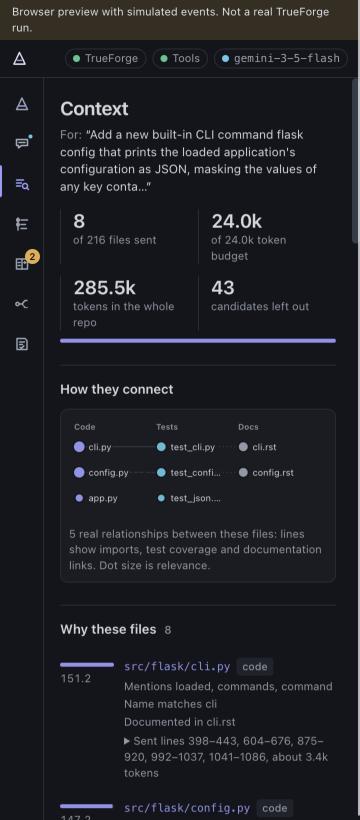 Browser preview with simulated events. Not a real TrueForge
run.
TrueForge
Tools
gemini-3-5-flash
2
Context
For: “Add a new built-in CLI command flask
config that prints the loaded application's
configuration as JSON, masking the values of
any key conta…”
8
of 216 files sent
24.0k
of 24.0k token
budget
285.5k
tokens in the whole
repo
43
candidates left out
How they connect
Code
Tests
Docs
cli.py
test_cli.py
cli.rst
config.py
test_confi…
config.rst
app.py
test_json.…
5 real relationships between these files: lines
show imports, test coverage and documentation
links. Dot size is relevance.
Why these files 8
151.2
src/flask/cli.py code
Mentions loaded, commands, command
Name matches cli
Documented in cli.rst
▶ Sent lines 398–443, 604–676, 875–
920, 992–1037, 1041–1086, about 3.4k
tokens
src/flask/config.py code
147.2